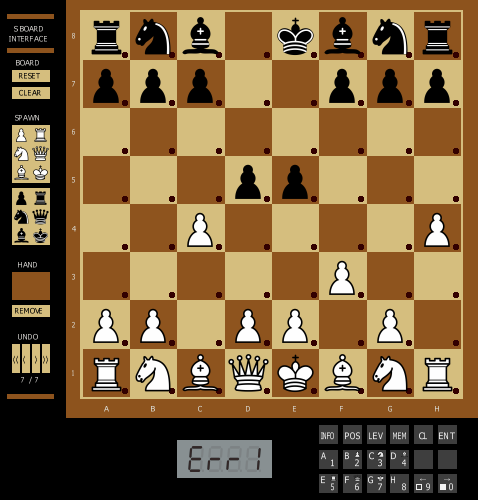 S BOARD
INTERFACE
BOARD
RESET
CLEAR
SPAWN
HAND
REMOVE
UNDO
⟨⟨ ⟨ ⟩ ⟩⟩
7 / 7
8
7
6
5
4
3
2
1
A B C D E F G H
Err1
INFO POS LEV MEM CL ENT
A 1 B 2 C 3 D 4
E 5 F 6 G 7 H 8 ← 9 → 0